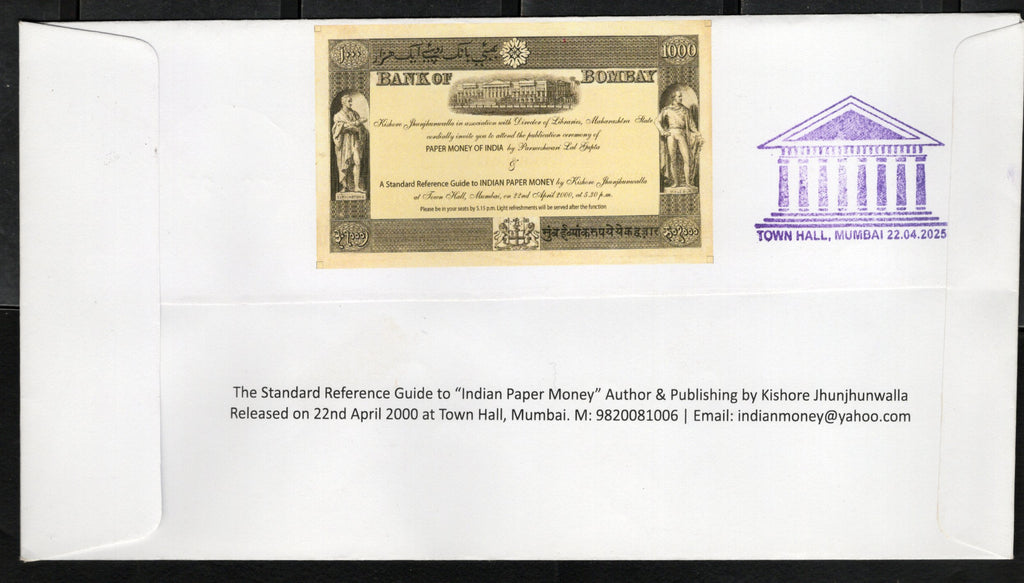 1000
BANK OF BOMBAY
Kishore Jhunjhunwalla in association with Director of Libraries, Maharashtra State
cordially invite you to attend the publication ceremony of
PAPER MONEY OF INDIA by Parmeshwari Lal Gupta
&
A Standard Reference Guide to INDIAN PAPER MONEY by Kishore Jhunjhunwalla
at Town Hall, Mumbai, on 22nd April 2000, at 5.30 p.m.
Please be in your seats by 5.15 p.m. Light refreshments will be served after the function
TOWN HALL, MUMBAI 22.04.2025
The Standard Reference Guide to “Indian Paper Money” Author & Publishing by Kishore Jhunjhunwalla
Released on 22nd April 2000 at Town Hall, Mumbai. M: 9820081006 | Email: indianmoney@yahoo.com